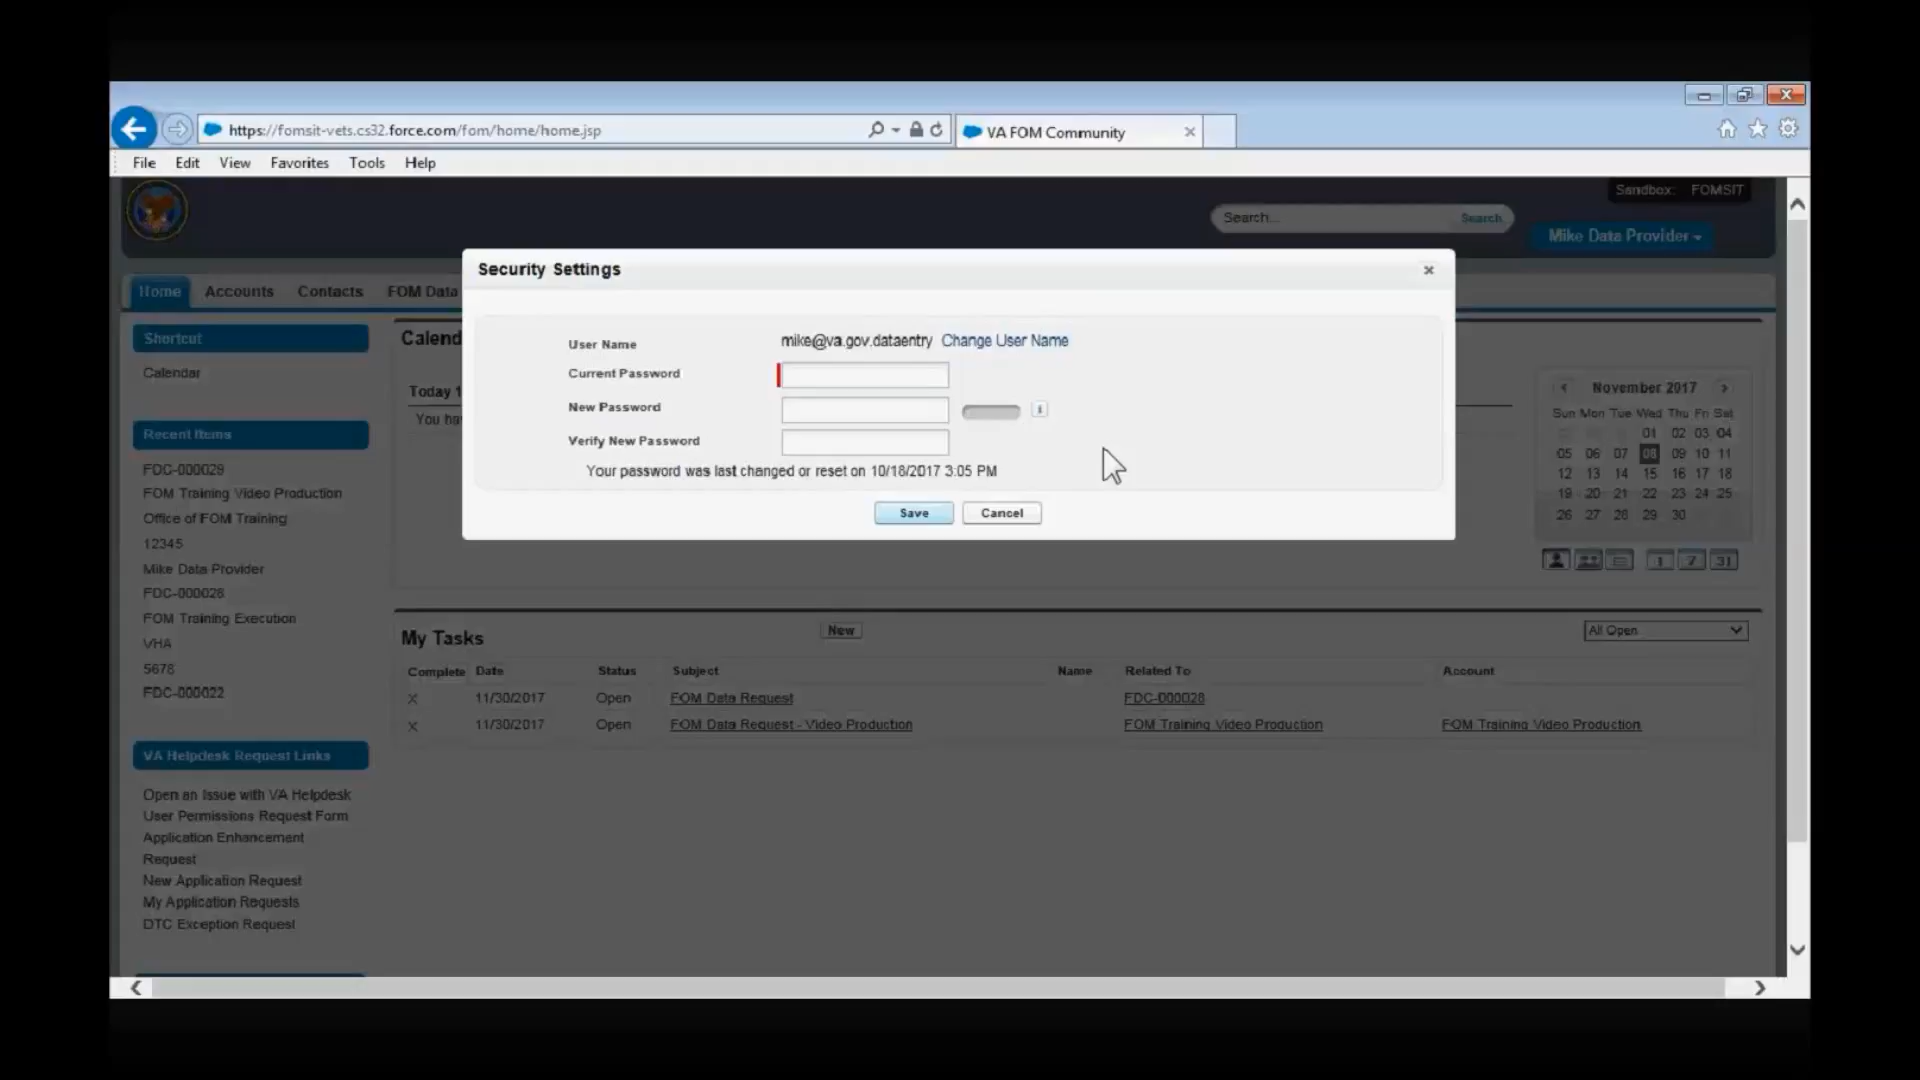 https://fomsit-vets.cs32.force.com/fom/home/home.jsp
VA FOM Community
File Edit View Favorites Tools Help
Sandbox: FOMSIT
Search...
Search
Mike Data Provider
Home Accounts Contacts FOM Data
Security Settings
User Name mike@va.gov.dataentry Change User Name
Current Password
New Password
Verify New Password
Your password was last changed or reset on 10/18/2017 3:05 PM
Save Cancel
Shortcut
Calendar
Recent Items
FDC-000029
FOM Training Video Production
Office of FOM Training
12345
Mike Data Provider
FDC-000028
FOM Training Execution
VHA
5678
FDC-000022
VA Helpdesk Request Links
Open an Issue with VA Helpdesk
User Permissions Request Form
Application Enhancement
Request
New Application Request
My Application Requests
DTC Exception Request
Calend
Today 1
You hav
November 2017
Sun Mon Tue Wed Thu Fri Sat
01 02 03 04
05 06 07 08 09 10 11
12 13 14 15 16 17 18
19 20 21 22 23 24 25
26 27 28 29 30
1 7 31
My Tasks New All Open
Complete Date Status Subject Name Related To Account
X 11/30/2017 Open FOM Data Request FDC-000028
X 11/30/2017 Open FOM Data Request - Video Production FOM Training Video Production FOM Training Video Production